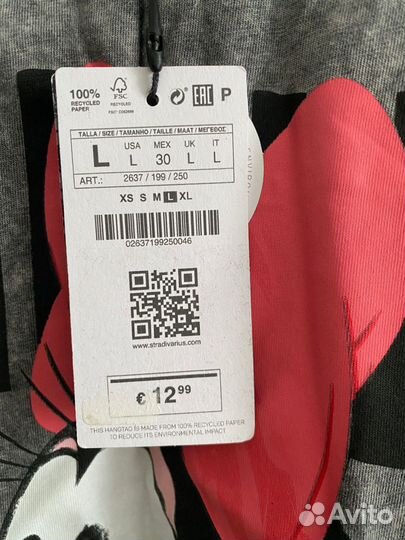 100%
RECYCLED
PAPER
FSC
RECYCLED
EAC P
TALLA / SIZE / TAMANHO / TAILLE / MAAT / ΜΕΓΕΘΟΣ
L
USA MEX UK IT
L 30 L L
ART.: 2637 / 199 / 250
XS S M L XL
02637199250046
www.stradivarius.com
€ 12.99
THIS HANGTAG IS MADE FROM 100% RECYCLED PAPER
TO REDUCE ITS ENVIRONMENTAL IMPACT
Avito